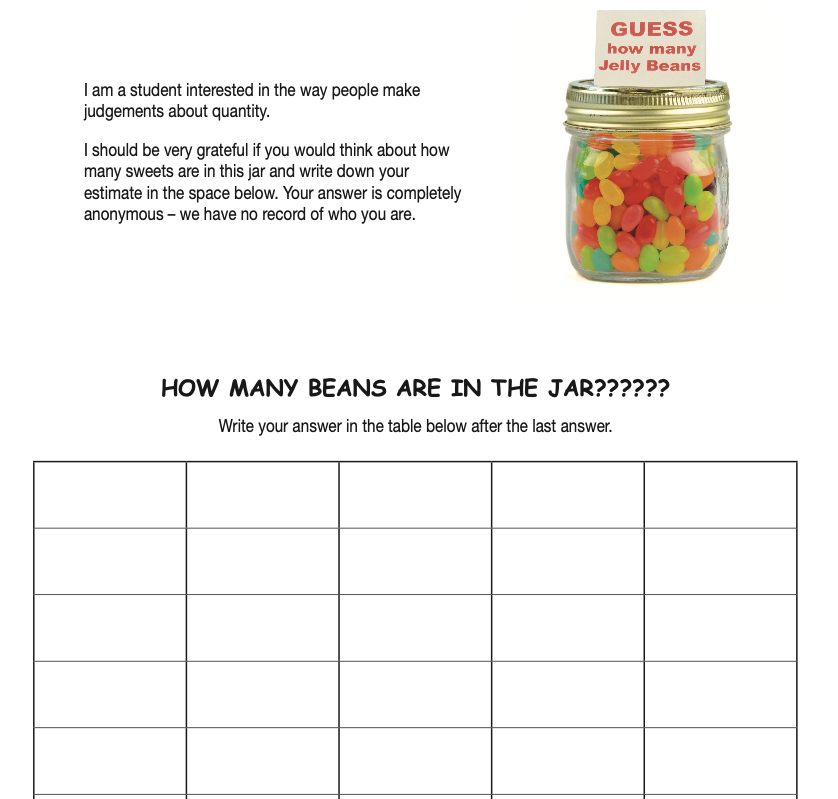 GUESS
how many
Jelly Beans
I am a student interested in the way people make
judgements about quantity.
I should be very grateful if you would think about how
many sweets are in this jar and write down your
estimate in the space below. Your answer is completely
anonymous – we have no record of who you are.
HOW MANY BEANS ARE IN THE JAR??????
Write your answer in the table below after the last answer.